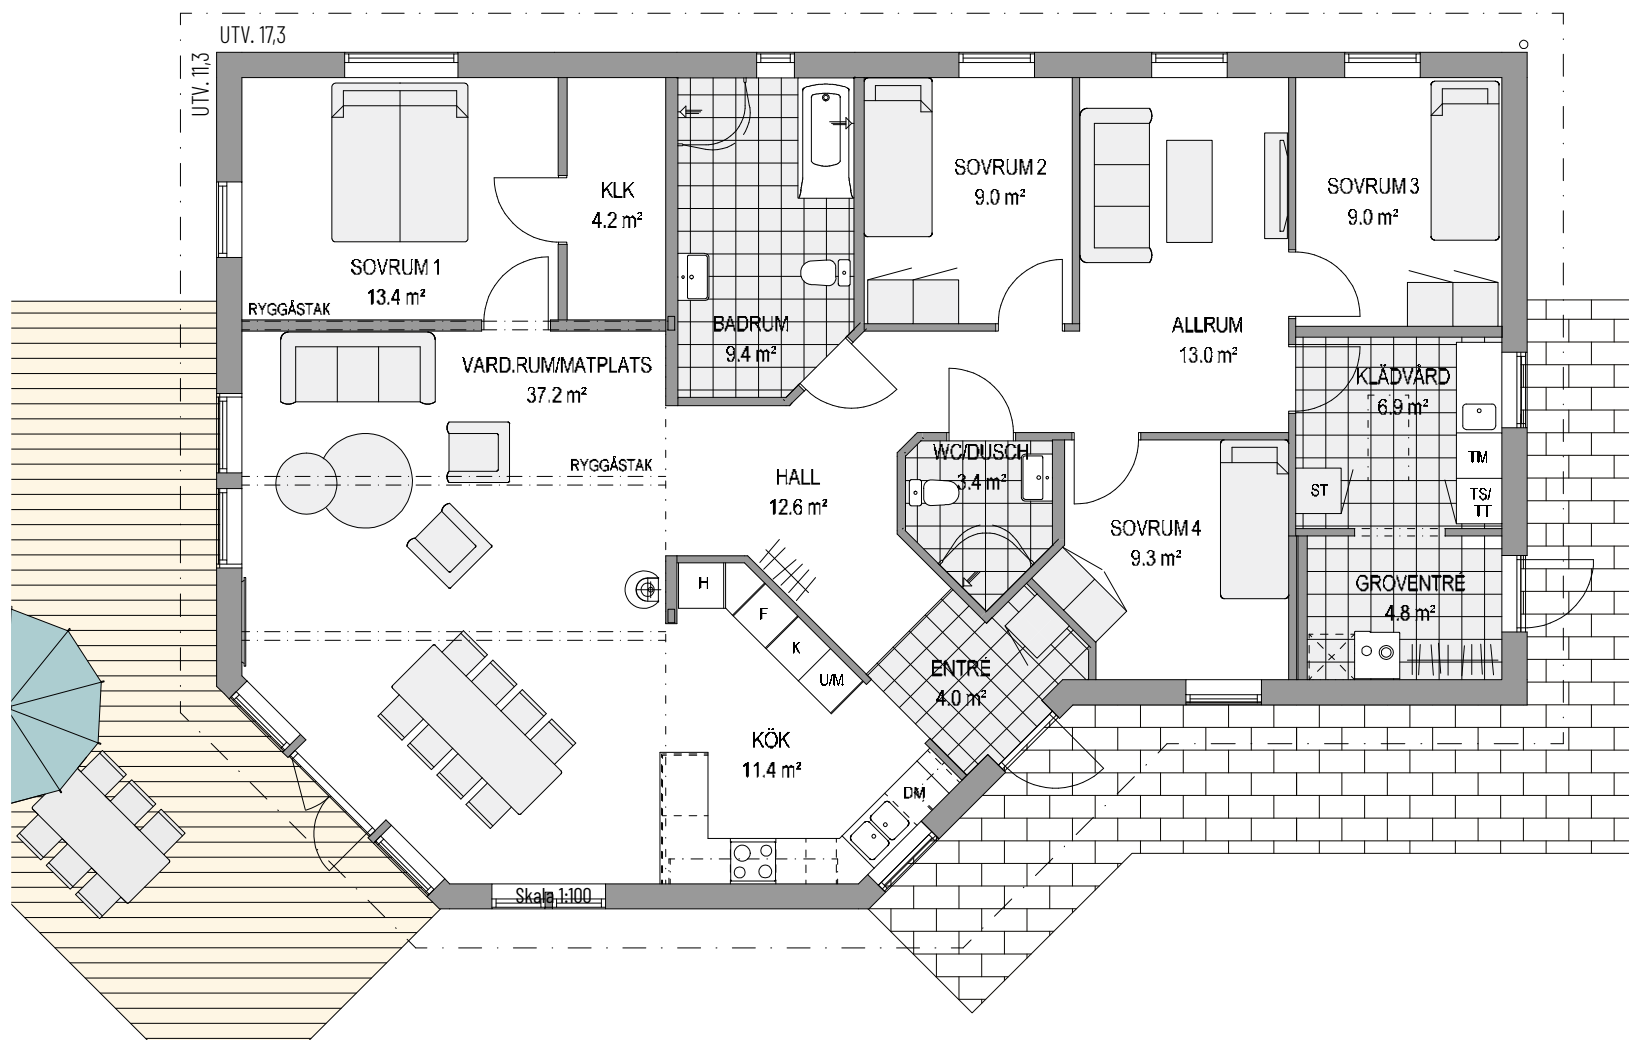 UTV. 17,3
UTV. 11,3
SOVRUM 1
13.4 m²
RYGGÅSTAK
KLK
4.2 m²
BADRUM
9.4 m²
SOVRUM 2
9.0 m²
ALLRUM
13.0 m²
SOVRUM 3
9.0 m²
VARD.RUM/MATPLATS
37.2 m²
RYGGÅSTAK
HALL
12.6 m²
WC/DUSCH
3.4 m²
KLÄDVÅRD
6.9 m²
TM
TS/
TT
ST
SOVRUM 4
9.3 m²
GROVENTRÉ
4.8 m²
H
F
K
U/M
ENTRÉ
4.0 m²
KÖK
11.4 m²
DM
Skala 1:100